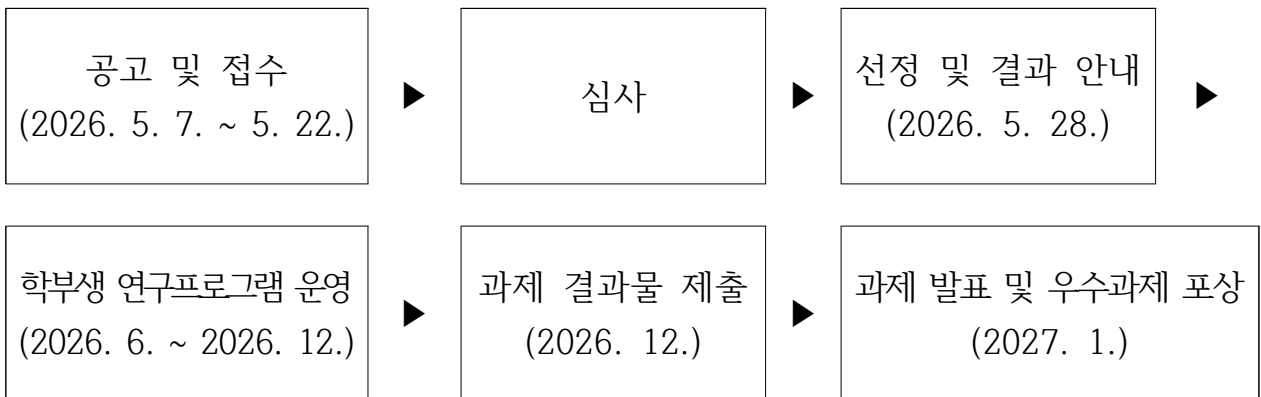 공고 및 접수
(2026. 5. 7. ~ 5. 22.)
▶
심사
▶
선정 및 결과 안내
(2026. 5. 28.)
▶
학부생 연구프로그램 운영
(2026. 6. ~ 2026. 12.)
▶
과제 결과물 제출
(2026. 12.)
▶
과제 발표 및 우수과제 포상
(2027. 1.)